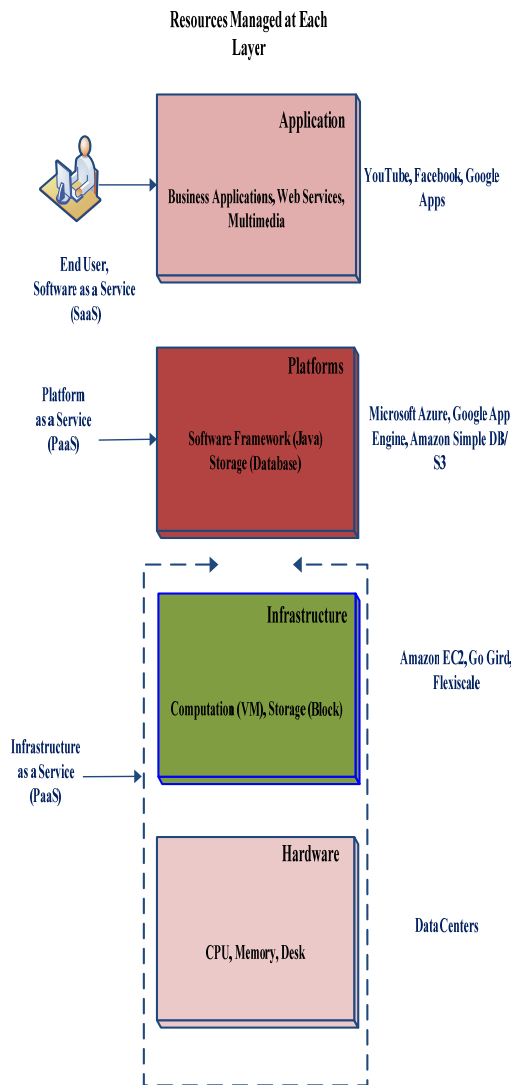 Resources Managed at Each
Layer
Application
Business Applications, Web Services,
Multimedia
YouTube, Facebook, Google
Apps
End User,
Software as a Service
(SaaS)
Platforms
Platform
as a Service
(PaaS)
Software Framework (Java)
Storage (Database)
Microsoft Azure, Google App
Engine, Amazon Simple DB/
S3
Infrastructure
Computation (VM), Storage (Block)
Amazon EC2, Go Gird,
Flexiscale
Infrastructure
as a Service
(PaaS)
Hardware
CPU, Memory, Desk
Data Centers